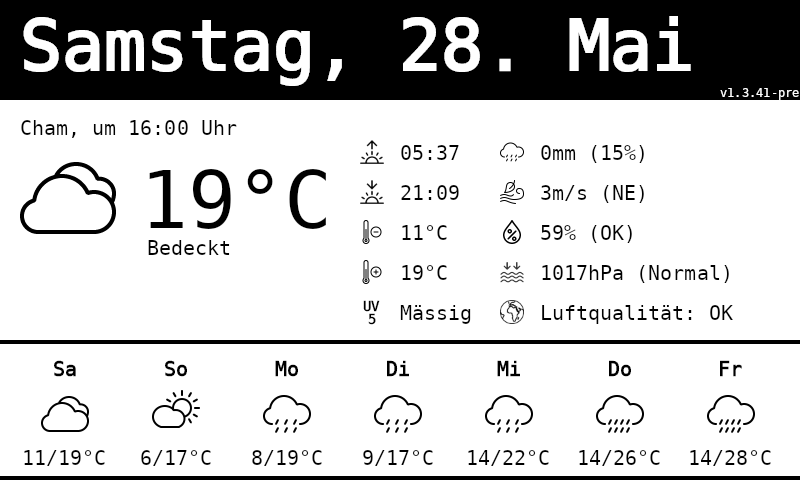 Samstag, 28. Mai
v1.3.41-pre
Cham, um 16:00 Uhr
19°C
Bedeckt
05:37
0mm (15%)
21:09
3m/s (NE)
11°C
59% (OK)
19°C
1017hPa (Normal)
UV
5
Mässig
Luftqualität: OK
Sa So Mo Di Mi Do Fr
11/19°C 6/17°C 8/19°C 9/17°C 14/22°C 14/26°C 14/28°C